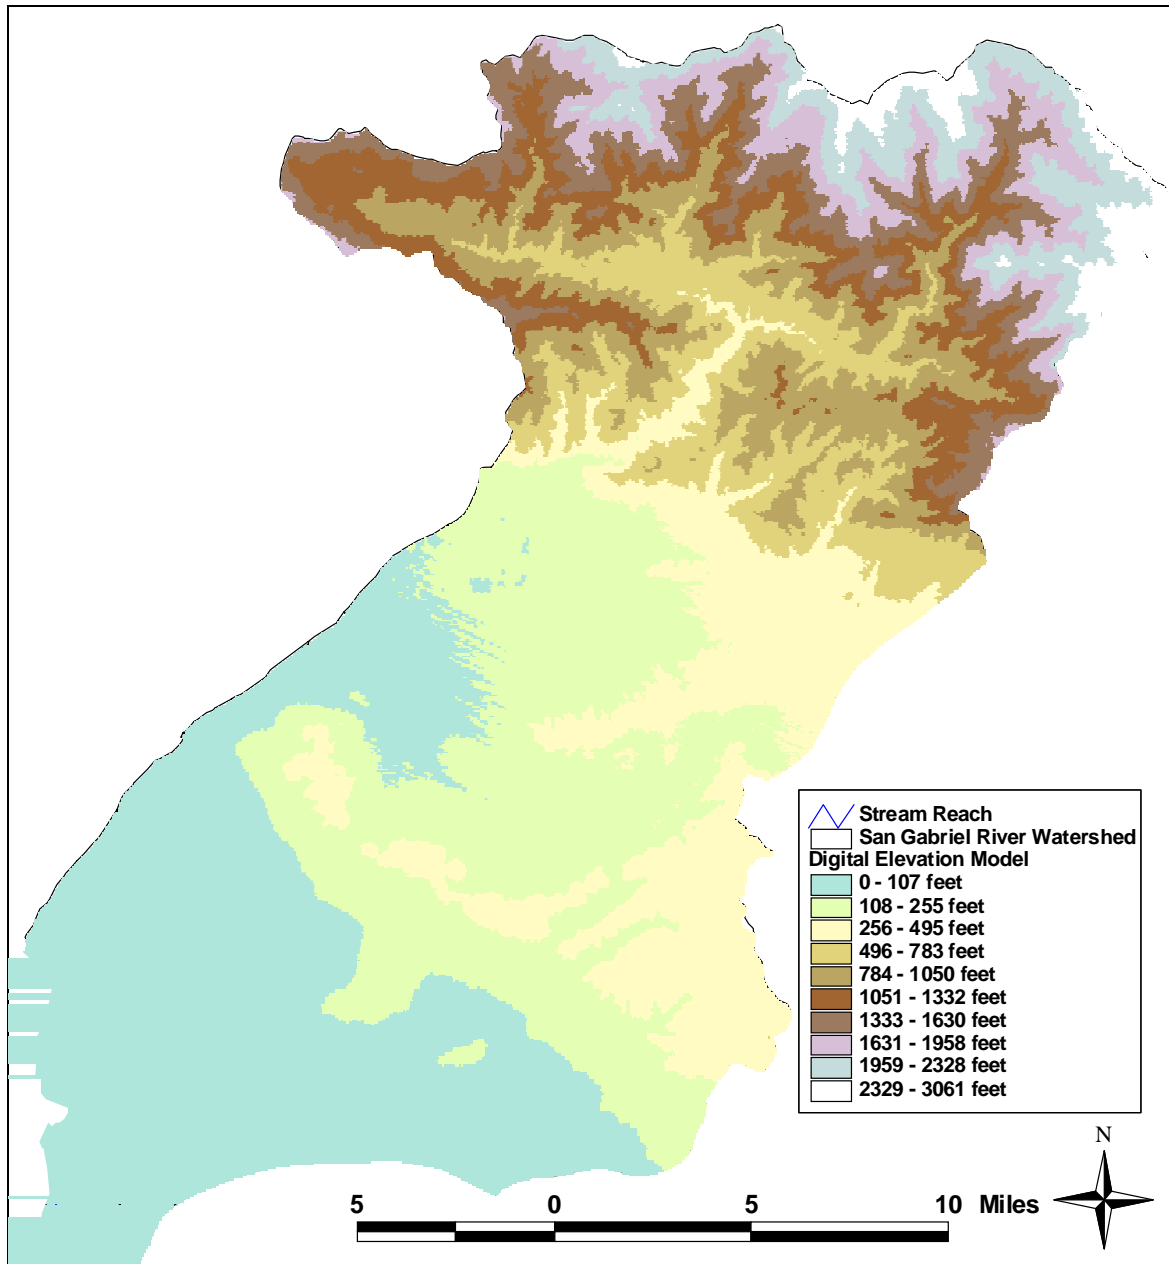 Stream Reach
San Gabriel River Watershed
Digital Elevation Model
0 - 107 feet
108 - 255 feet
256 - 495 feet
496 - 783 feet
784 - 1050 feet
1051 - 1332 feet
1333 - 1630 feet
1631 - 1958 feet
1959 - 2328 feet
2329 - 3061 feet
N
5 0 5 10 Miles